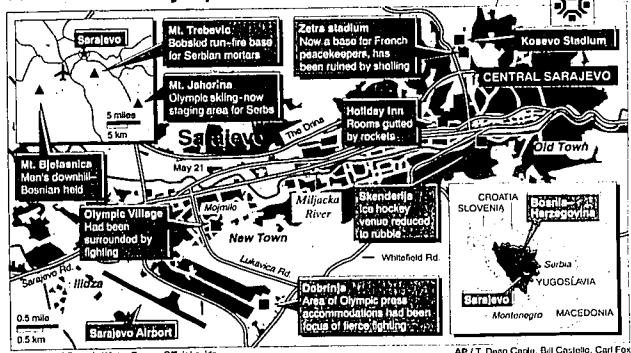 Sarajevo
Mt. Trebevic
Bobsled run–fire base
for Serbian mortars
Mt. Jahorina
Olympic skiing–now
staging area for Serbs
5 miles
5 km
Mt. Bjelasnica
Men's downhill–
Bosnian held
Zetra stadium
Now a base for French
peacekeepers, has
been ruined by shelling
Kosevo Stadium
CENTRAL SARAJEVO
Holiday Inn
Rooms gutted
by rockets
Sarajevo
The Drina
May 21
Old Town
Olympic Village
Had been
surrounded by
fighting
Mojmilo
New Town
Miljacka
River
Skenderija
Ice hockey
venue reduced
to rubble
Lukavica Rd.
Whitefield Rd.
Sarajevo Rd.
Ilidza
Dobrinja
Area of Olympic press
accommodations had been
focus of fierce fighting
Sarajevo Airport
0.5 mile
0.5 km
CROATIA
SLOVENIA
Bosnia-
Herzegovina
Serbia
YUGOSLAVIA
Sarajevo
Montenegro
MACEDONIA
AP / T. Dean Caple, Bill Castello, Carl Fox